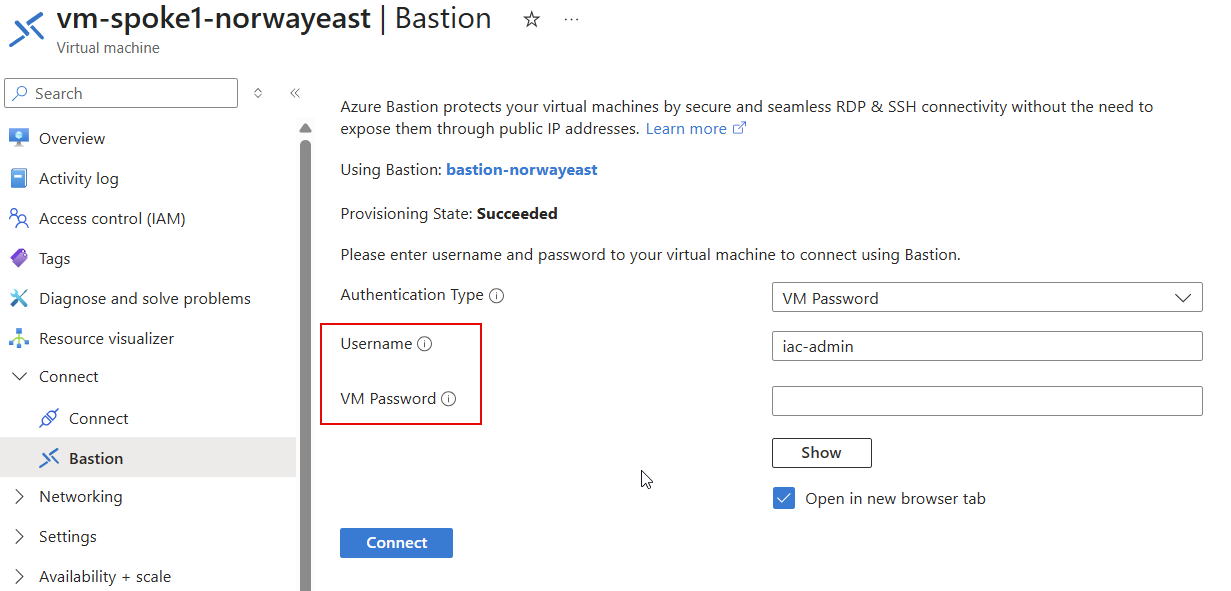 vm-spoke1-norwayeast | Bastion
Virtual machine
Search
Overview
Activity log
Access control (IAM)
Tags
Diagnose and solve problems
Resource visualizer
Connect
Connect
Bastion
Networking
Settings
Availability + scale
Azure Bastion protects your virtual machines by secure and seamless RDP & SSH connectivity without the need to
expose them through public IP addresses. Learn more
Using Bastion: bastion-norwayeast
Provisioning State: Succeeded
Please enter username and password to your virtual machine to connect using Bastion.
Authentication Type
VM Password
Username
iac-admin
VM Password
Show
Open in new browser tab
Connect